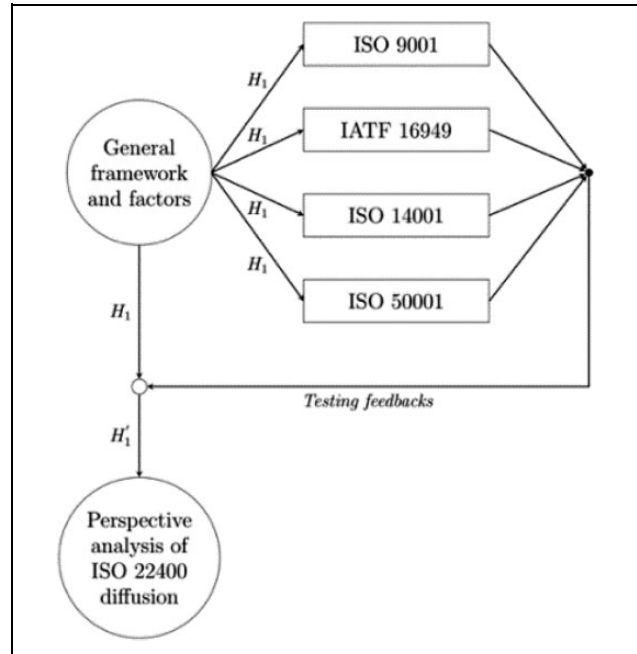 ISO 9001
H₁
IATF 16949
H₁
General
framework
and factors
H₁
ISO 14001
H₁
ISO 50001
H₁
Testing feedbacks
H₁′
Perspective
analysis of
ISO 22400
diffusion